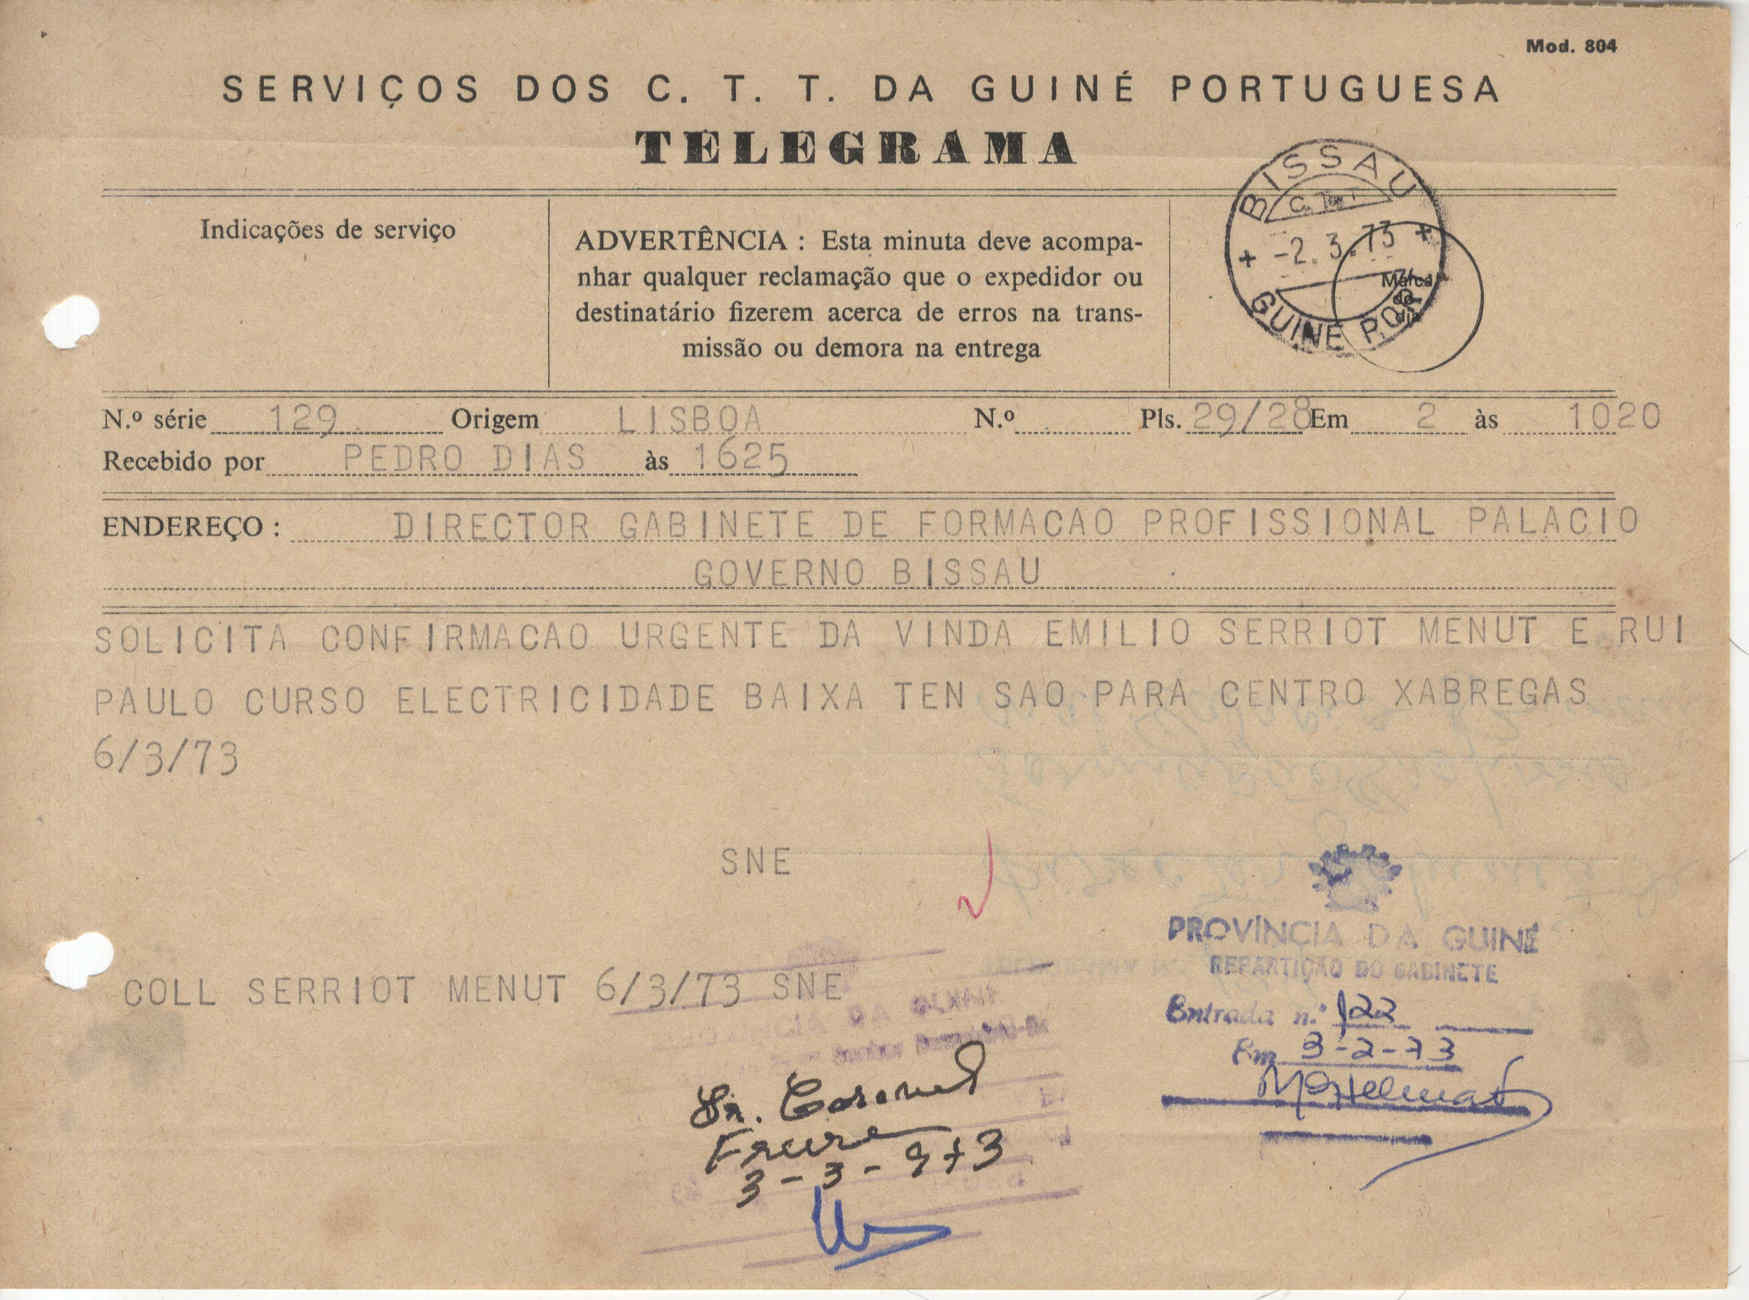 Mod. 804
SERVIÇOS DOS C. T. T. DA GUINÉ PORTUGUESA
TELEGRAMA
Indicações de serviço
ADVERTÊNCIA : Esta minuta deve acompa-
nhar qualquer reclamação que o expedidor ou
destinatário fizerem acerca de erros na trans-
missão ou demora na entrega
BISSAU
C. T. T.
-2. 3. 73
GUINÉ POR
Marca
do
dia
N.º série 129 Origem LISBOA N.º Pls. 29/28 Em 2 às 1020
Recebido por PEDRO DIAS às 1625
ENDEREÇO : DIRECTOR GABINETE DE FORMACAO PROFISSIONAL PALACIO
GOVERNO BISSAU
SOLICITA CONFIRMACAO URGENTE DA VINDA EMILIO SERRIOT MENUT E RUI
PAULO CURSO ELECTRICIDADE BAIXA TEN SAO PARA CENTRO XABREGAS
6/3/73
SNE
COLL SERRIOT MENUT 6/3/73 SNE
PROVÍNCIA DA GUINÉ
REPARTIÇÃO DO GABINETE
Entrada n.º 122
Em 3-2-73
Sr. Coronel
Freire
3-3-973